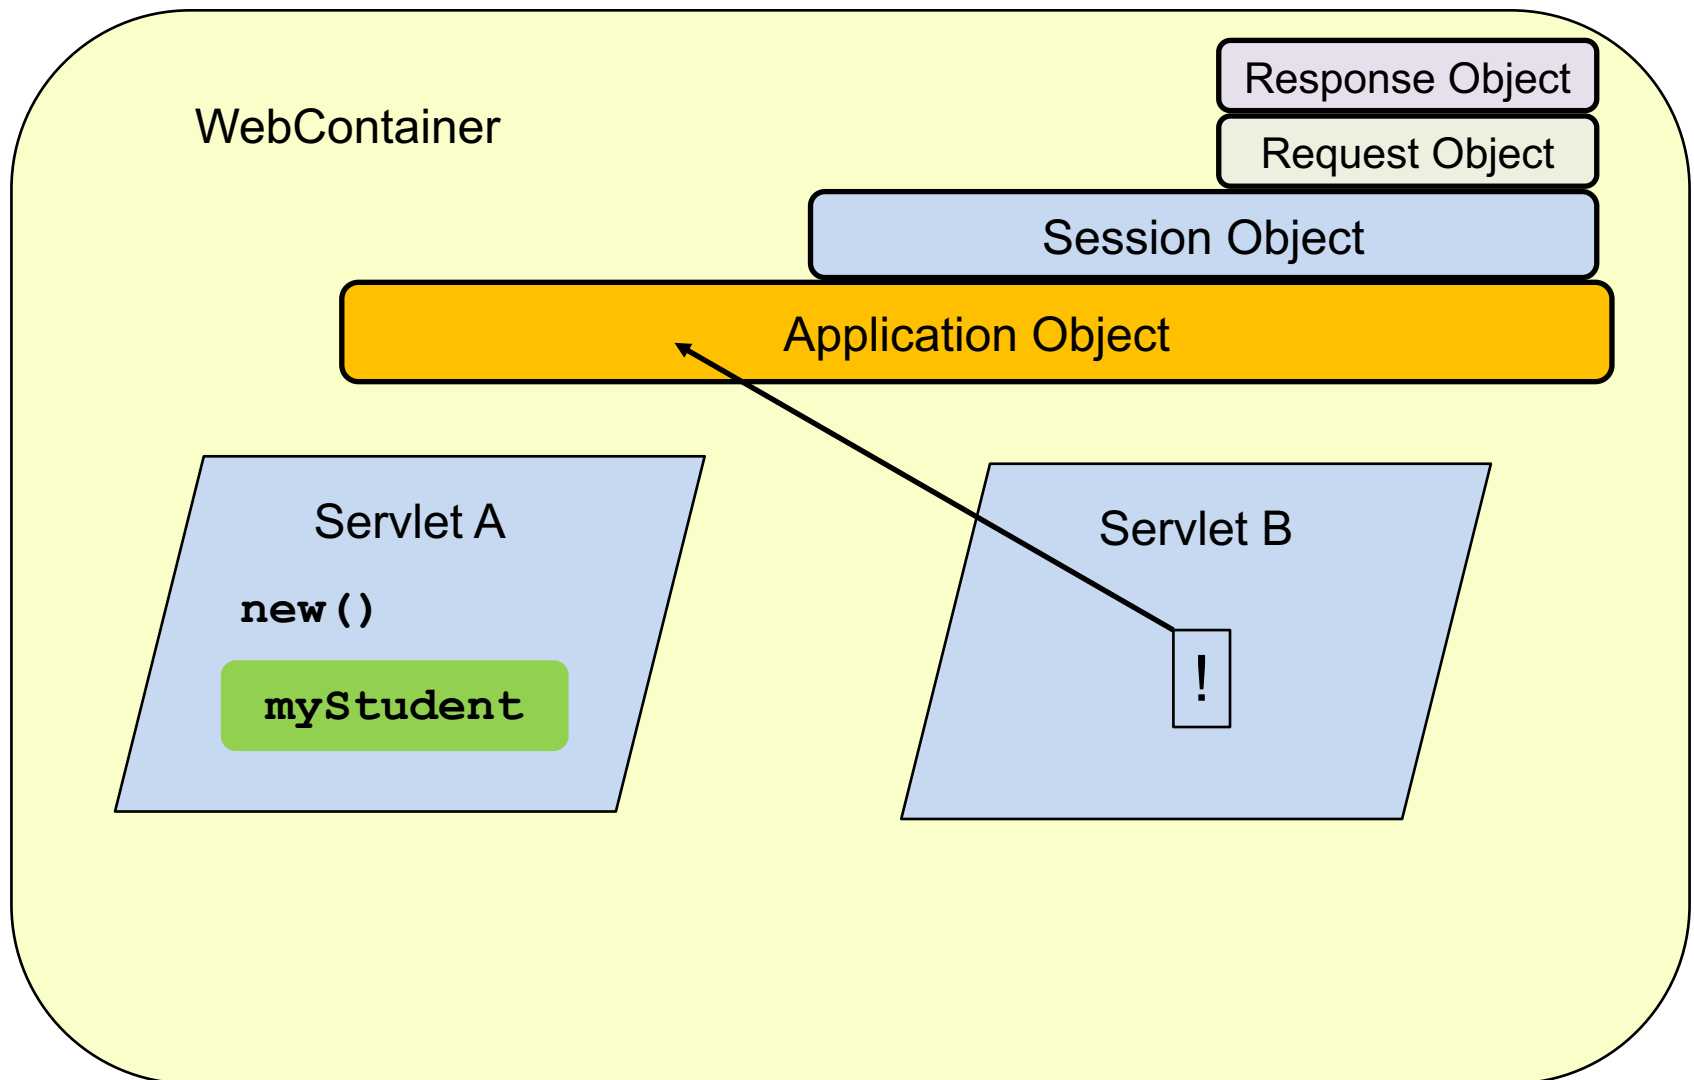 Response Object
WebContainer
Request Object
Session Object
Application Object
Servlet A
new()
myStudent
Servlet B
!